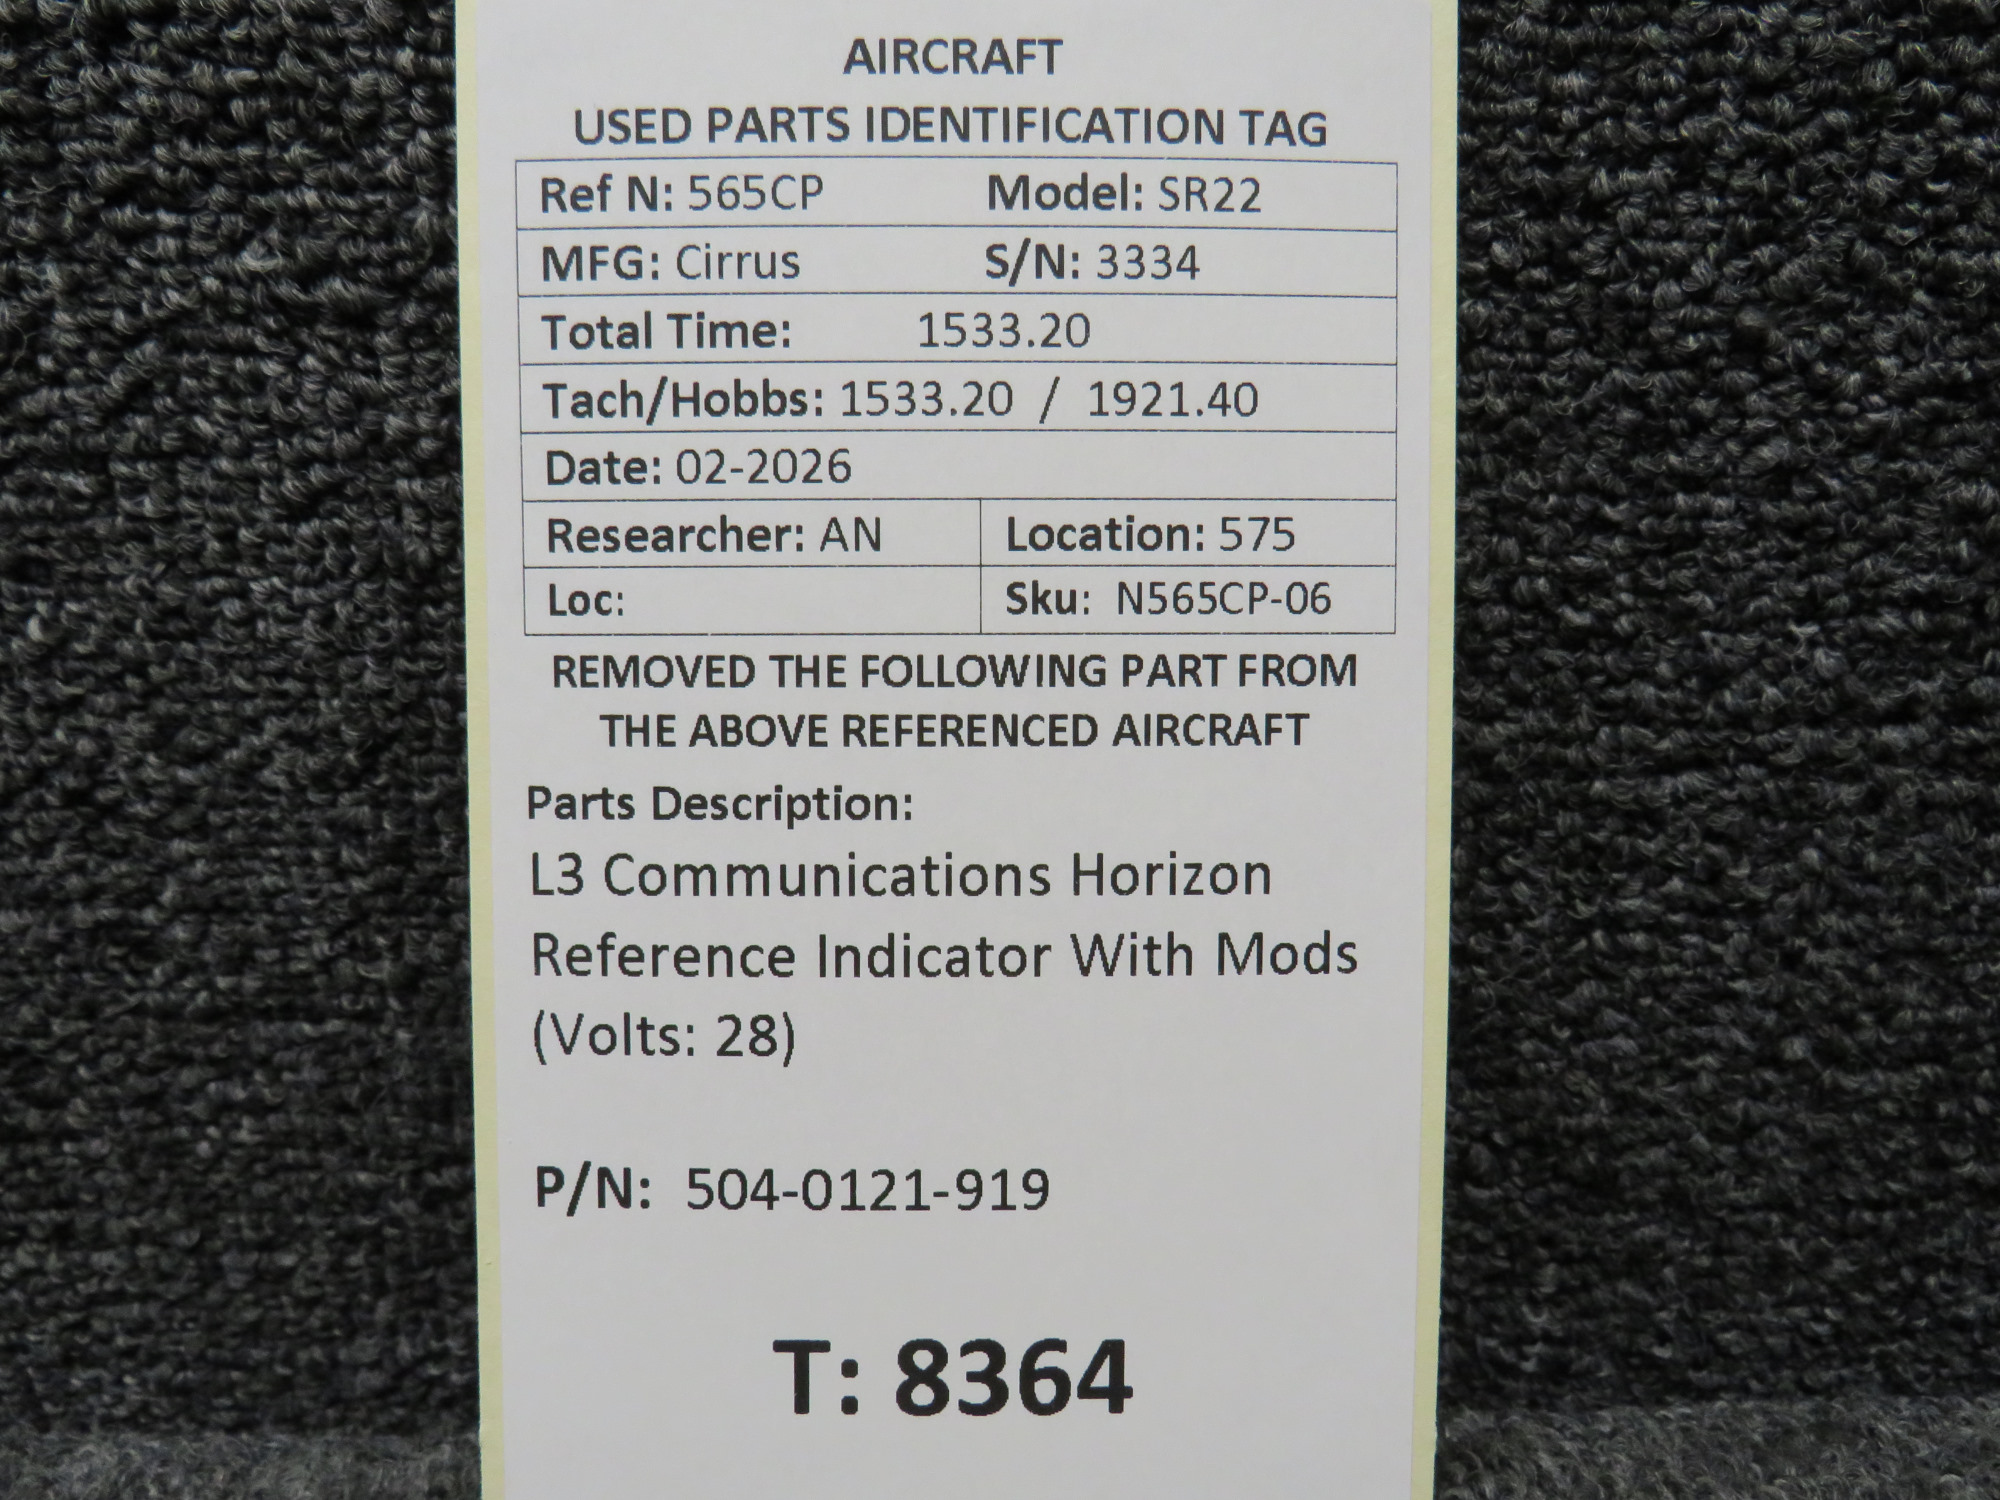 AIRCRAFT
USED PARTS IDENTIFICATION TAG
Ref N: 565CP Model: SR22
MFG: Cirrus S/N: 3334
Total Time: 1533.20
Tach/Hobbs: 1533.20 / 1921.40
Date: 02-2026
Researcher: AN Location: 575
Loc: Sku: N565CP-06
REMOVED THE FOLLOWING PART FROM
THE ABOVE REFERENCED AIRCRAFT
Parts Description:
L3 Communications Horizon
Reference Indicator With Mods
(Volts: 28)
P/N: 504-0121-919
T: 8364